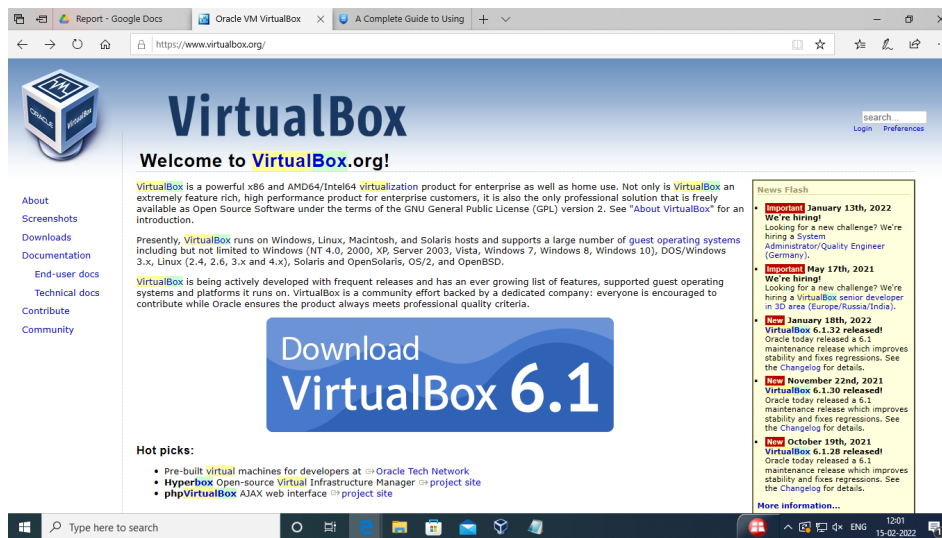 Report - Google Docs
Oracle VM VirtualBox
A Complete Guide to Using
https://www.virtualbox.org/
ORACLE
VirtualBox
VirtualBox
search...
Login Preferences
Welcome to VirtualBox.org!
About
Screenshots
Downloads
Documentation
End-user docs
Technical docs
Contribute
Community
VirtualBox is a powerful x86 and AMD64/Intel64 virtualization product for enterprise as well as home use. Not only is VirtualBox an
extremely feature rich, high performance product for enterprise customers, it is also the only professional solution that is freely
available as Open Source Software under the terms of the GNU General Public License (GPL) version 2. See "About VirtualBox" for an
introduction.
Presently, VirtualBox runs on Windows, Linux, Macintosh, and Solaris hosts and supports a large number of guest operating systems
including but not limited to Windows (NT 4.0, 2000, XP, Server 2003, Vista, Windows 7, Windows 8, Windows 10), DOS/Windows
3.x, Linux (2.4, 2.6, 3.x and 4.x), Solaris and OpenSolaris, OS/2, and OpenBSD.
VirtualBox is being actively developed with frequent releases and has an ever growing list of features, supported guest operating
systems and platforms it runs on. VirtualBox is a community effort backed by a dedicated company: everyone is encouraged to
contribute while Oracle ensures the product always meets professional quality criteria.
Download
VirtualBox 6.1
Hot picks:
• Pre-built virtual machines for developers at Oracle Tech Network
• Hyperbox Open-source Virtual Infrastructure Manager project site
• phpVirtualBox AJAX web interface project site
News Flash
• Important January 13th, 2022
We're hiring!
Looking for a new challenge? We're
hiring a System
Administrator/Quality Engineer
(Germany).
• Important May 17th, 2021
We're hiring!
Looking for a new challenge? We're
hiring a VirtualBox senior developer
in 3D area (Europe/Russia/India).
• New January 18th, 2022
VirtualBox 6.1.32 released!
Oracle today released a 6.1
maintenance release which improves
stability and fixes regressions. See
the Changelog for details.
• New November 22nd, 2021
VirtualBox 6.1.30 released!
Oracle today released a 6.1
maintenance release which improves
stability and fixes regressions. See
the Changelog for details.
• New October 19th, 2021
VirtualBox 6.1.28 released!
Oracle today released a 6.1
maintenance release which improves
stability and fixes regressions. See
the Changelog for details.
More information...
Type here to search
ENG
12:01
15-02-2022